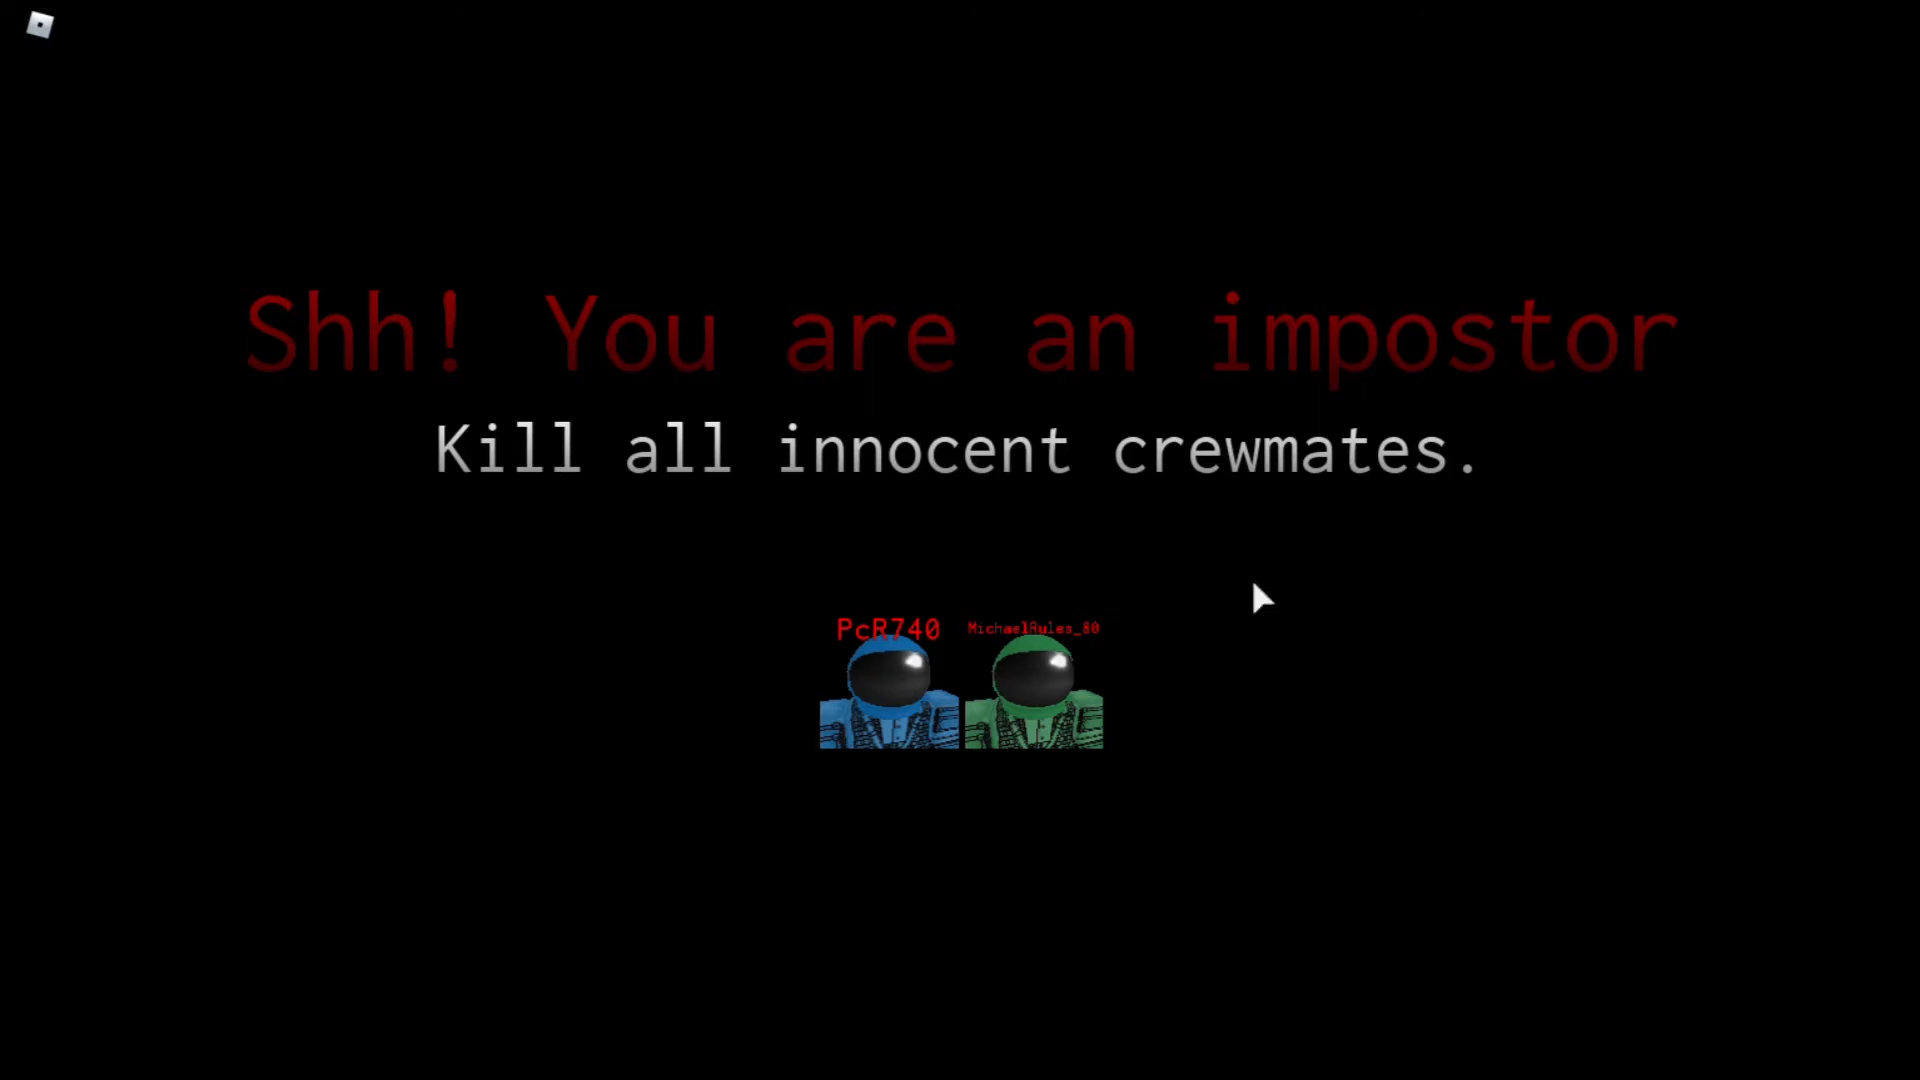 Shh! You are an impostor
Kill all innocent crewmates.
PcR740 MichaelRules_80